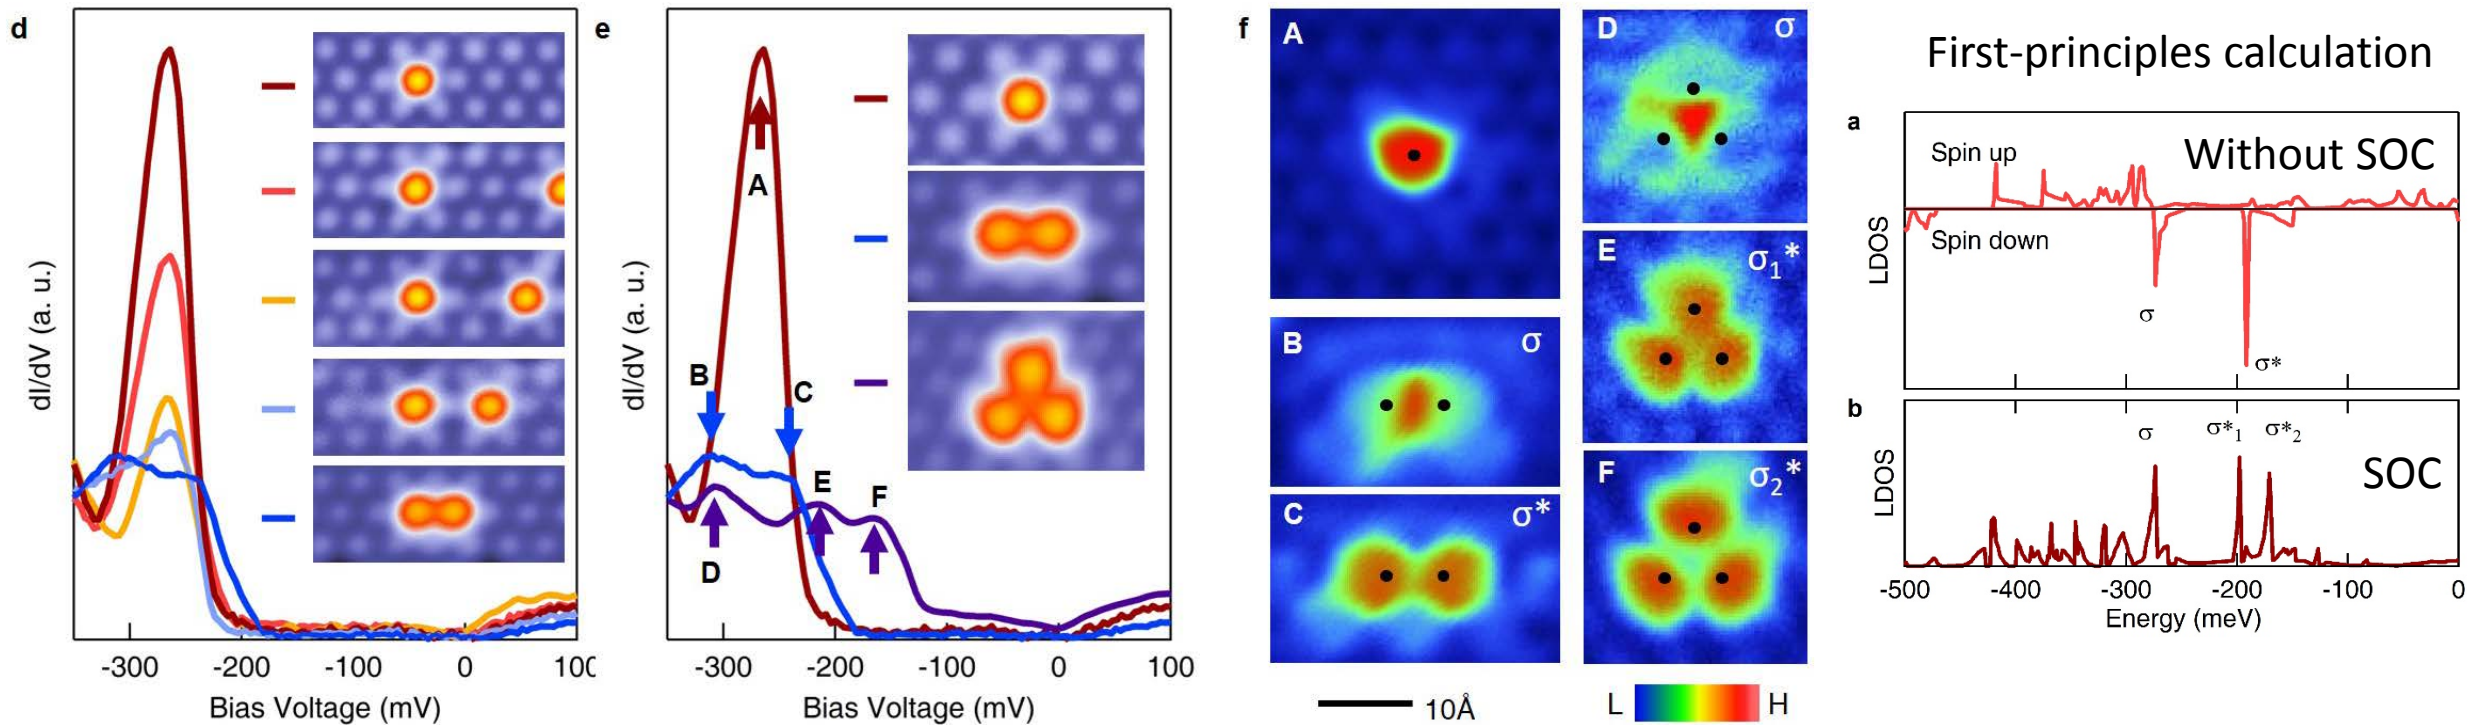 d
dI/dV (a. u.)
-300
-200
-100
0
100
Bias Voltage (mV)
e
dI/dV (a. u.)
A
B
C
D
E
F
-300
-200
-100
0
100
Bias Voltage (mV)
f
A
B
σ
C
σ*
D
σ
E
σ₁*
F
σ₂*
10Å
L
H
First-principles calculation
a
Spin up
Without SOC
Spin down
LDOS
σ
σ*
b
σ
σ*₁
σ*₂
SOC
LDOS
-500
-400
-300
-200
-100
0
Energy (meV)